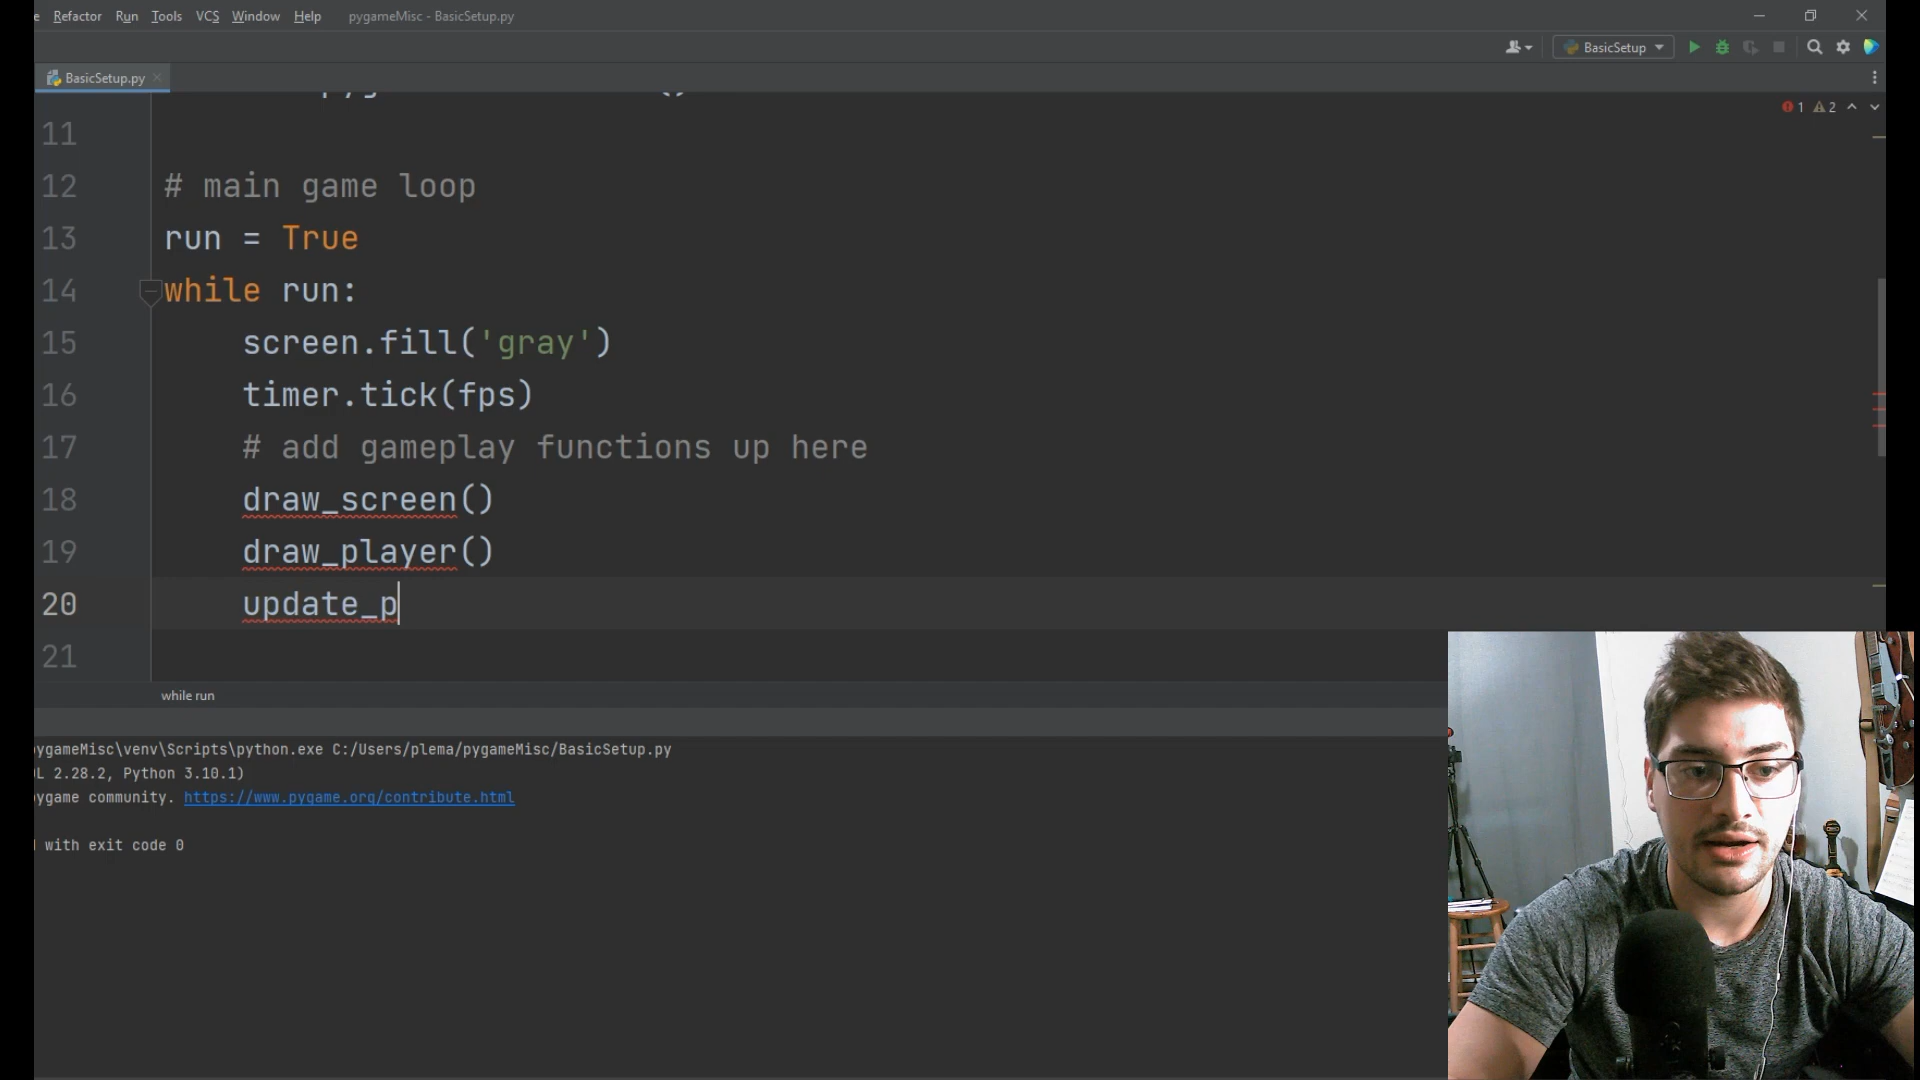 e Refactor Run Tools VCS Window Help pygameMisc - BasicSetup.py
BasicSetup
BasicSetup.py
1 2
11
12 # main game loop
13 run = True
14 while run:
15 screen.fill('gray')
16 timer.tick(fps)
17 # add gameplay functions up here
18 draw_screen()
19 draw_player()
20 update_p
21
while run
ygameMisc\venv\Scripts\python.exe C:/Users/plema/pygameMisc/BasicSetup.py
L 2.28.2, Python 3.10.1)
ygame community. https://www.pygame.org/contribute.html
with exit code 0